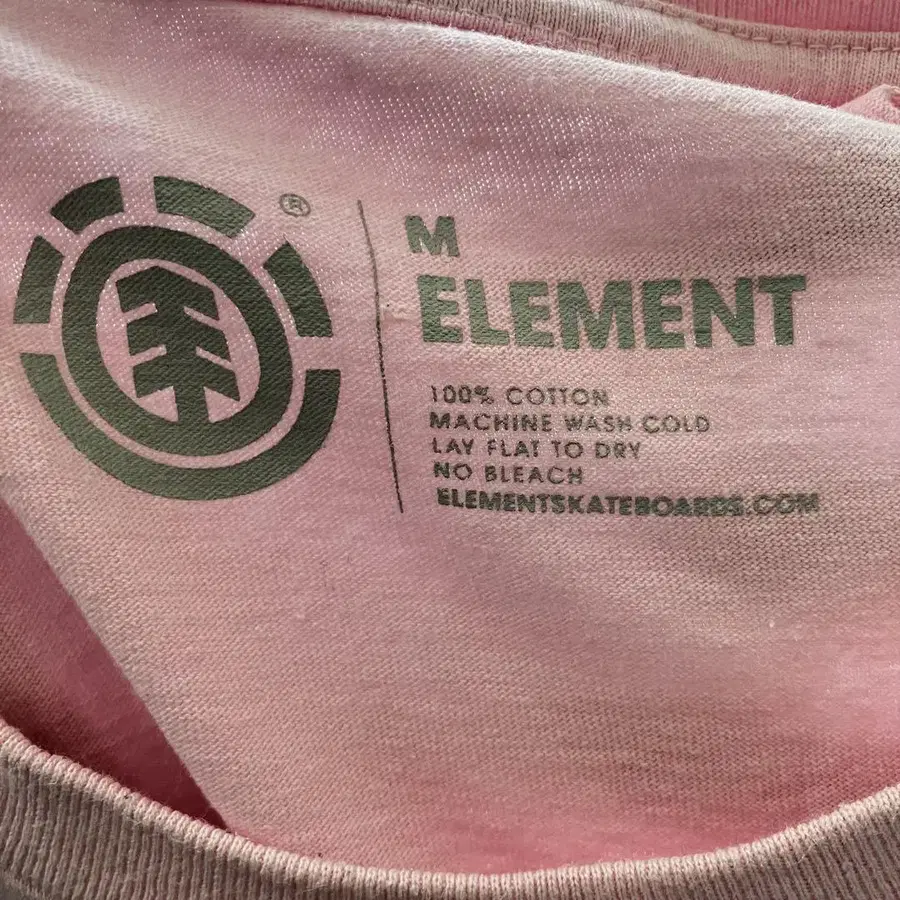 ®
M
ELEMENT
100% COTTON
MACHINE WASH COLD
LAY FLAT TO DRY
NO BLEACH
ELEMENTSKATEBOARDS.COM